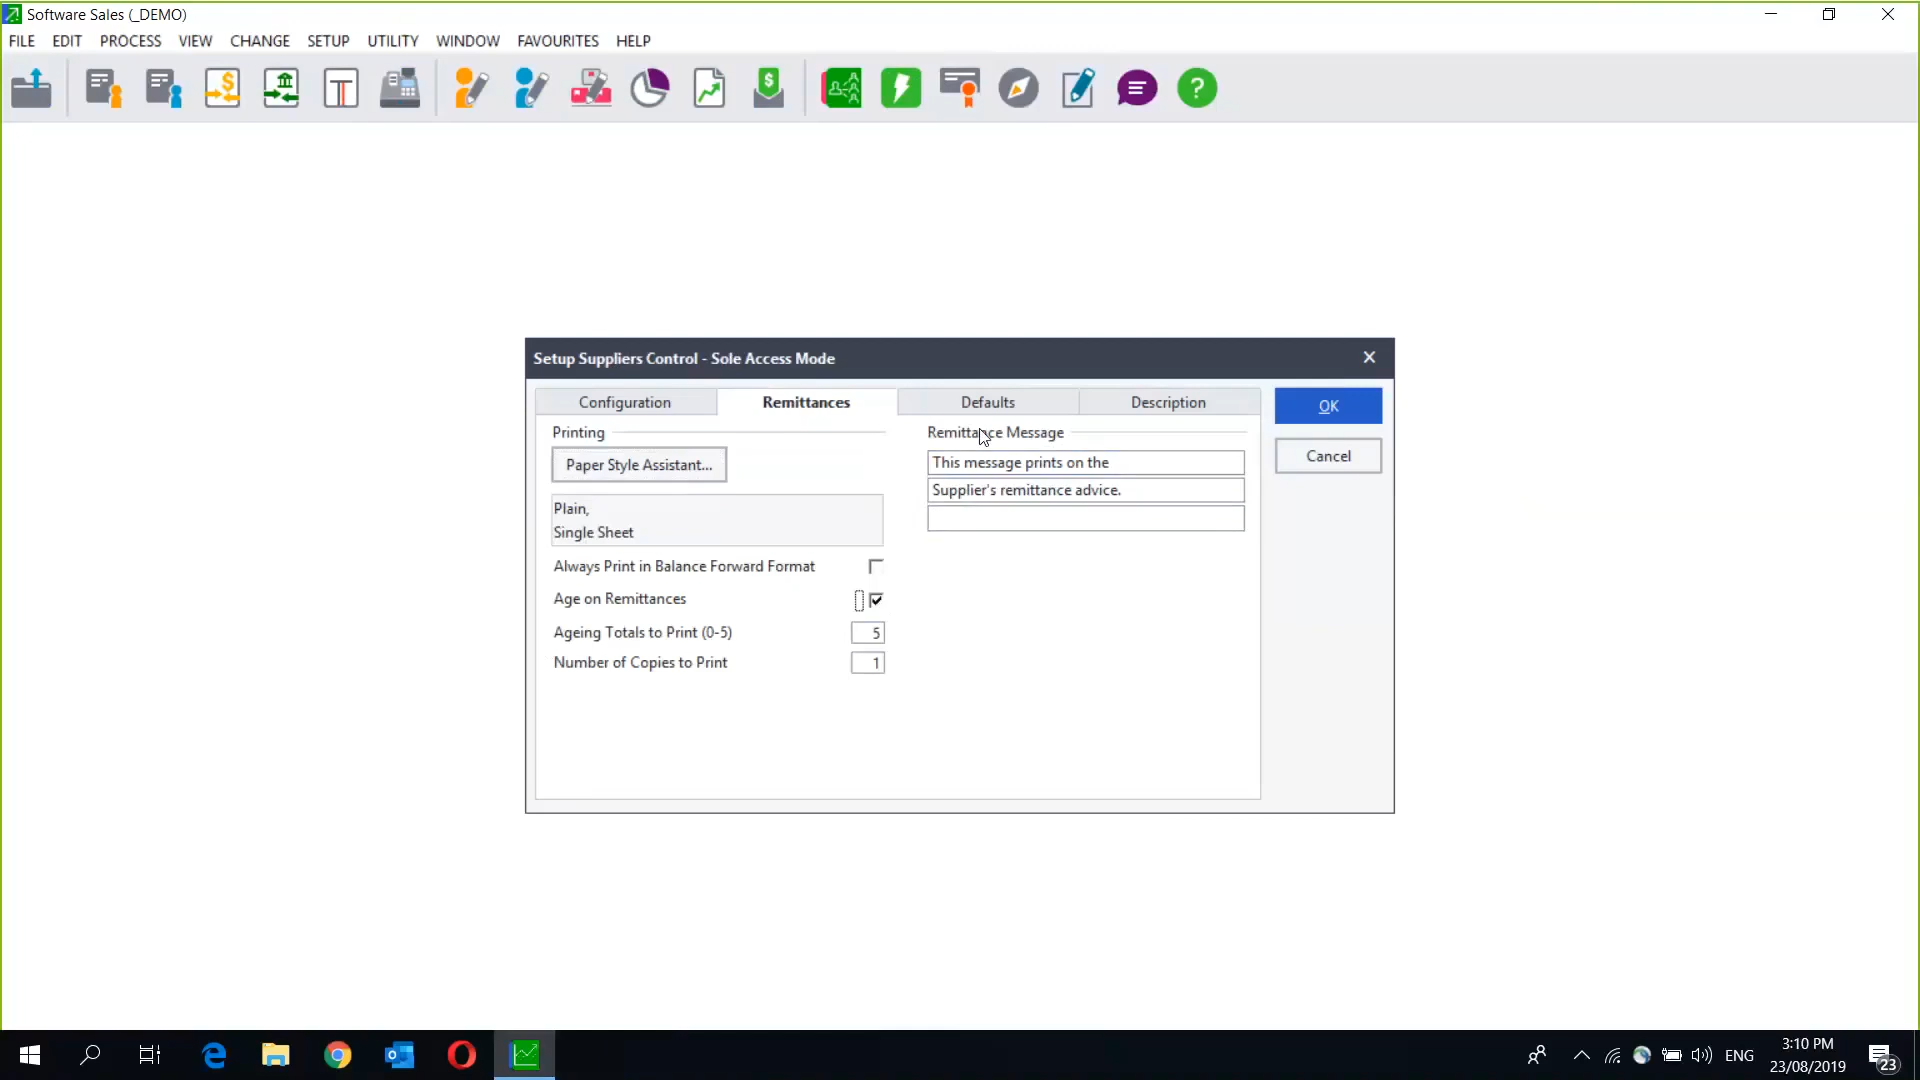 Software Sales (_DEMO)
FILE EDIT PROCESS VIEW CHANGE SETUP UTILITY WINDOW FAVOURITES HELP
Setup Suppliers Control - Sole Access Mode
Configuration Remittances Defaults Description
OK
Cancel
Printing
Paper Style Assistant...
Plain,
Single Sheet
Always Print in Balance Forward Format
Age on Remittances
Ageing Totals to Print (0-5) 5
Number of Copies to Print 1
Remittance Message
This message prints on the
Supplier's remittance advice.
ENG
3:10 PM
23/08/2019
23